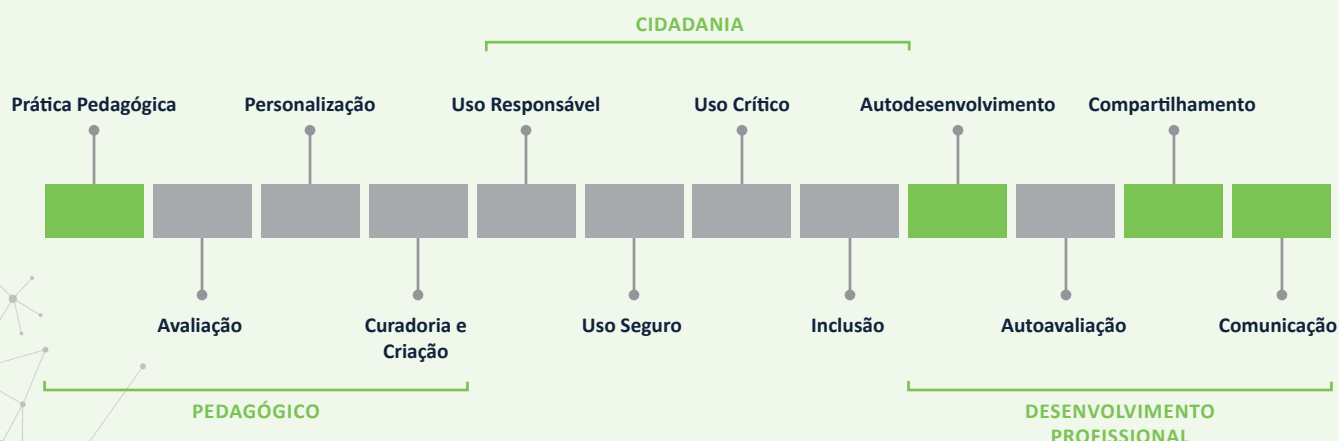 CIDADANIA
Prática Pedagógica
Personalização
Uso Responsável
Uso Crítico
Autodesenvolvimento
Compartilhamento
Avaliação
Curadoria e
Criação
Uso Seguro
Inclusão
Autoavaliação
Comunicação
PEDAGÓGICO
DESENVOLVIMENTO
PROFISSIONAL